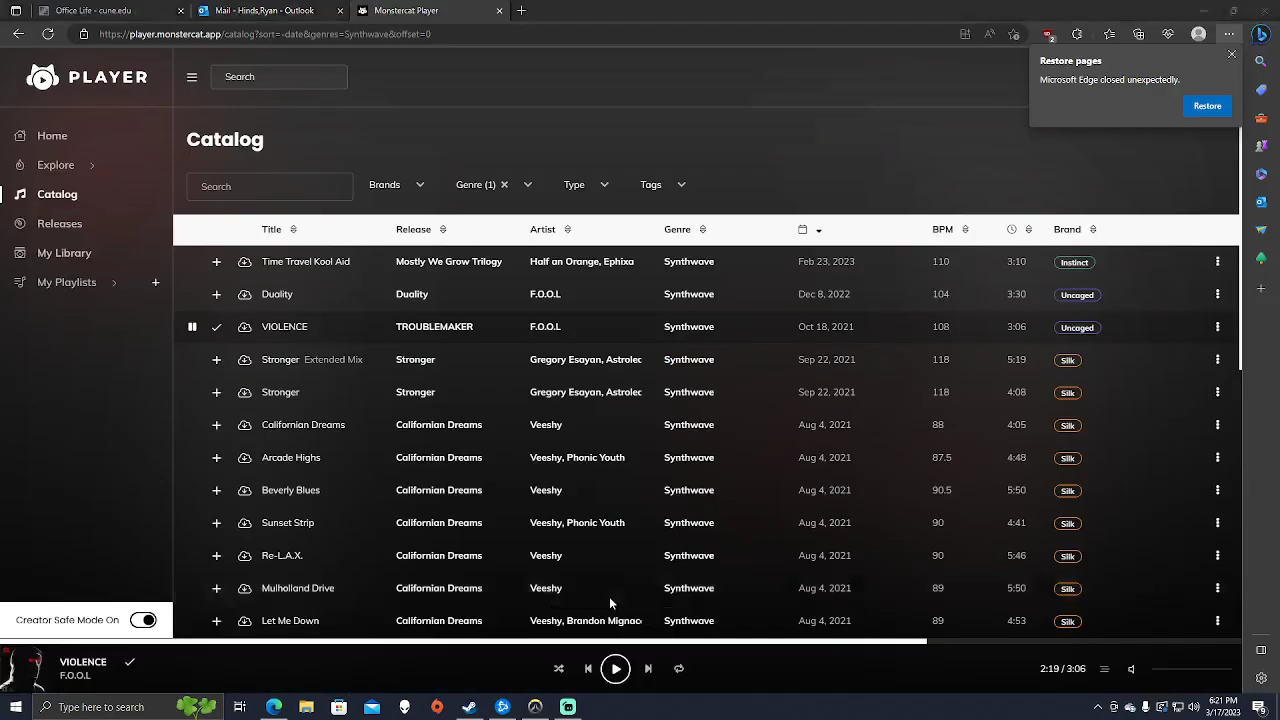 Office Life - cune.edu
Mail - Hinds,Ryan - Outlook
Monstercat Player
https://player.monstercat.app/catalog?sort=-date&genres=Synthwave&offset=0
2
PLAYER
Search
Restore pages
Microsoft Edge closed unexpectedly.
Restore
Home
Explore
Catalog
Releases
My Library
My Playlists
Catalog
Search
Brands
Genre (1)
Type
Tags
Title Release Artist Genre BPM Brand
Time Travel Kool Aid Mostly We Grow Trilogy Half an Orange, Ephixa Synthwave Feb 23, 2023 110 3:10 Instinct
Duality Duality F.O.O.L Synthwave Dec 8, 2022 104 3:30 Uncaged
VIOLENCE TROUBLEMAKER F.O.O.L Synthwave Oct 18, 2021 108 3:06 Uncaged
Stronger Extended Mix Stronger Gregory Esayan, Astrolec Synthwave Sep 22, 2021 118 5:19 Silk
Stronger Stronger Gregory Esayan, Astrolec Synthwave Sep 22, 2021 118 4:08 Silk
Californian Dreams Californian Dreams Veeshy Synthwave Aug 4, 2021 88 4:05 Silk
Arcade Highs Californian Dreams Veeshy, Phonic Youth Synthwave Aug 4, 2021 87.5 4:48 Silk
Beverly Blues Californian Dreams Veeshy Synthwave Aug 4, 2021 90.5 5:50 Silk
Sunset Strip Californian Dreams Veeshy, Phonic Youth Synthwave Aug 4, 2021 90 4:41 Silk
Re-L.A.X. Californian Dreams Veeshy Synthwave Aug 4, 2021 90 5:46 Silk
Mulholland Drive Californian Dreams Veeshy Synthwave Aug 4, 2021 89 5:50 Silk
Let Me Down Californian Dreams Veeshy, Brandon Mignac Synthwave Aug 4, 2021 89 4:53 Silk
Creator Safe Mode On
VIOLENCE
F.O.O.L
2:19 / 3:06
Type here to search
6:21 PM
3/17/2023